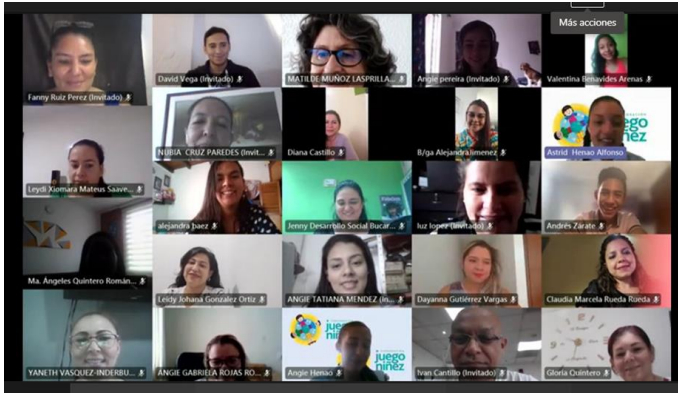 Más acciones
Fanny Ruiz Perez (Invitado)
David Vega (Invitado)
MATILDE MUÑOZ LASPRILLA...
Angie pereira (Invitado)
Valentina Benavides Arenas
Leydi Xiomara Mateus Saave...
NUBIA CRUZ PAREDES (Invit...
Diana Castillo
B/ga Alejandra Jimenez
Astrid Henao Alfonso
Ma. Ángeles Quintero Román...
alejandra baez
Jenny Desarrollo Social Bucar...
luz lopez (Invitado)
Andrés Zárate
Leidy Johana Gonzalez Ortiz
ANGIE TATIANA MENDEZ (In...
Dayanna Gutiérrez Vargas
Claudia Marcela Rueda Rueda
YANETH VASQUEZ-INDERBU...
ANGIE GABRIELA ROJAS RO...
Angie Henao
juego
niñez
Ivan Cantillo (Invitado)
Gloria Quintero